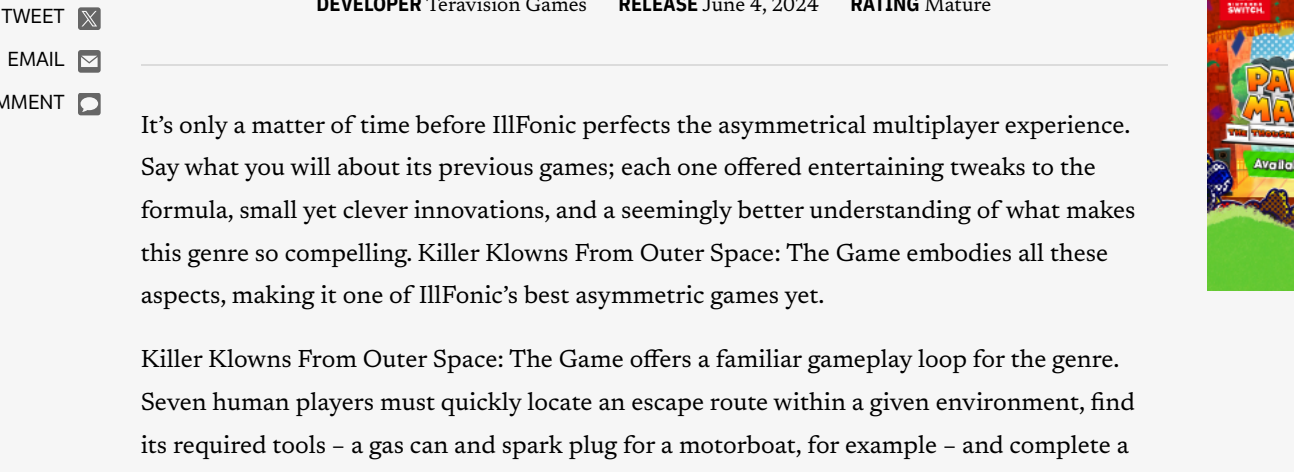 TWEET
EMAIL
MMENT
DEVELOPER Teravision Games RELEASE June 4, 2024 RATING Mature
It’s only a matter of time before IllFonic perfects the asymmetrical multiplayer experience.
Say what you will about its previous games; each one offered entertaining tweaks to the
formula, small yet clever innovations, and a seemingly better understanding of what makes
this genre so compelling. Killer Klowns From Outer Space: The Game embodies all these
aspects, making it one of IllFonic’s best asymmetric games yet.
Killer Klowns From Outer Space: The Game offers a familiar gameplay loop for the genre.
Seven human players must quickly locate an escape route within a given environment, find
its required tools – a gas can and spark plug for a motorboat, for example – and complete a
NINTENDO
SWITCH.
PA
MA
THE
Availa